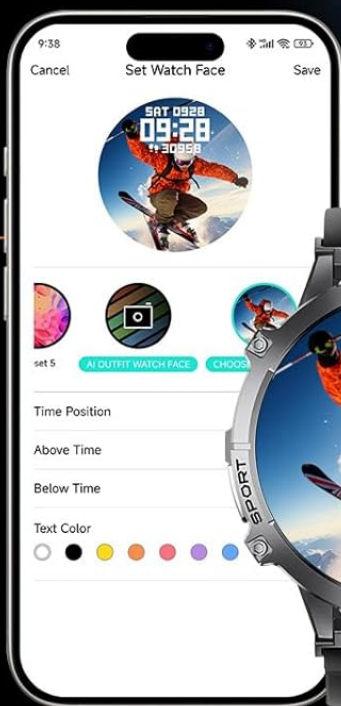 9:38
Cancel Set Watch Face Save
SAT 0928
09:28
30958
set 5 AI OUTFIT WATCH FACE CHOOS
Time Position
Above Time
Below Time
Text Color
SPORT